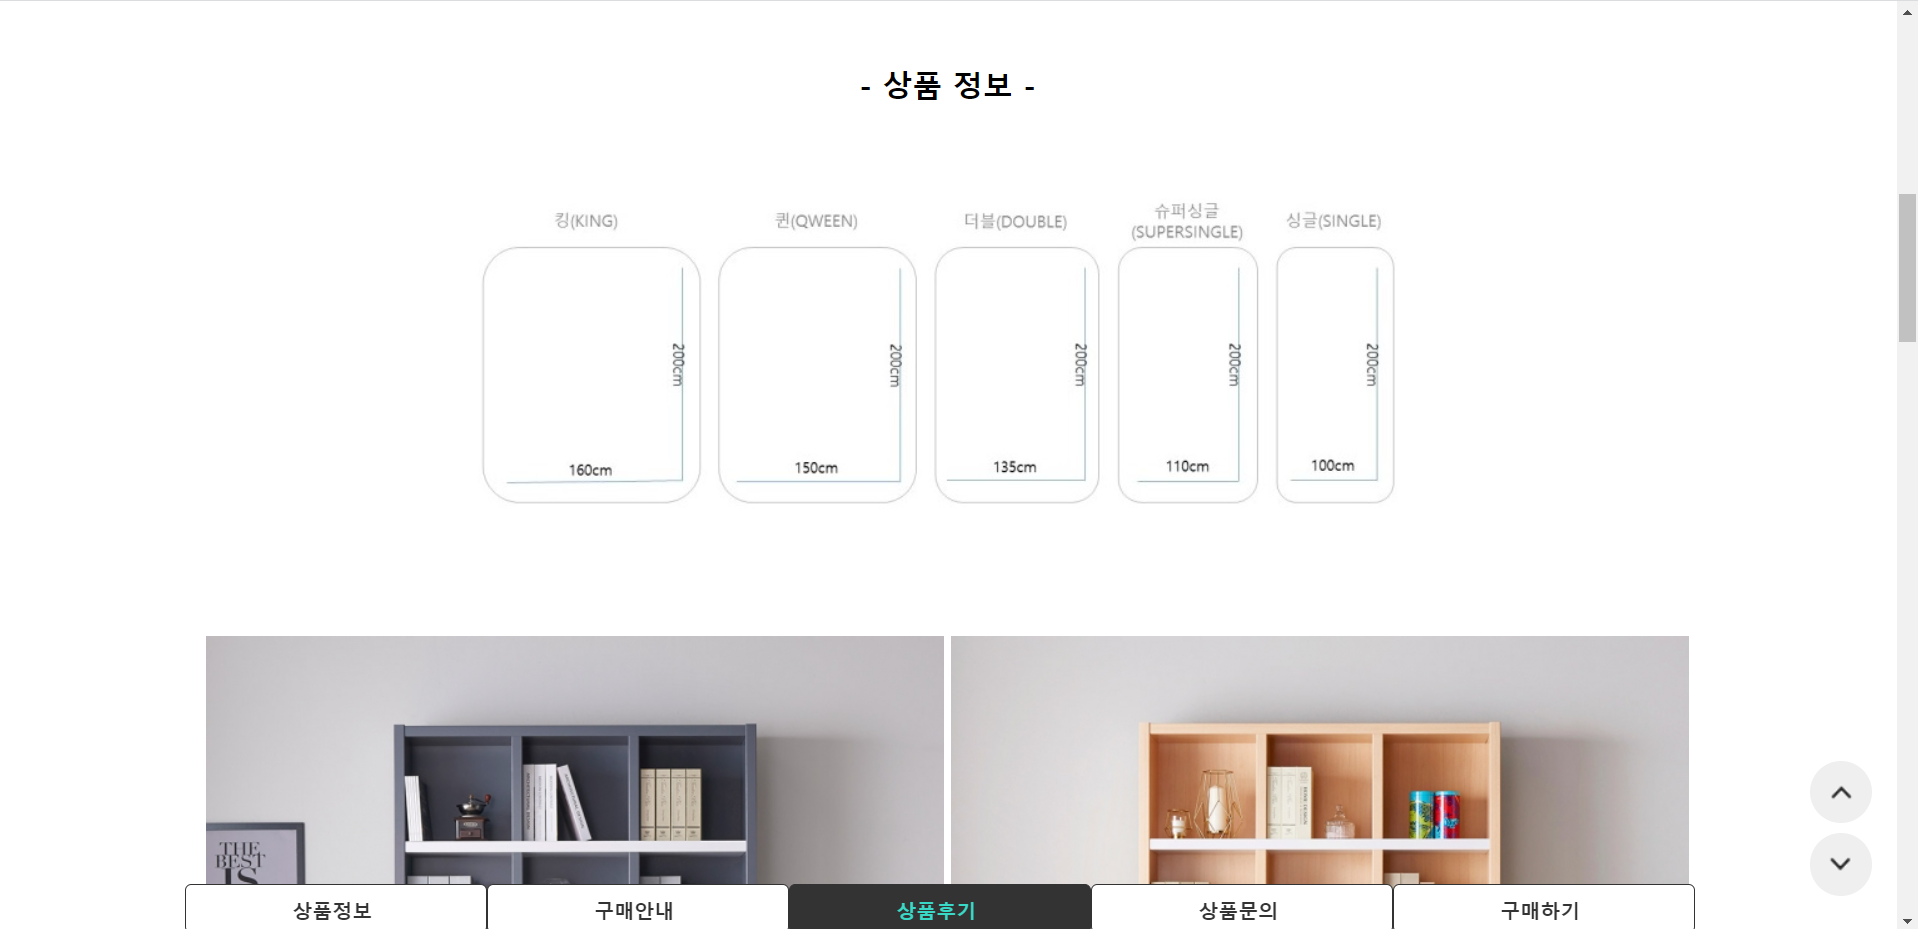 - 상품 정보 -
킹(KING)
퀸(QWEEN)
더블(DOUBLE)
슈퍼싱글
(SUPERSINGLE)
싱글(SINGLE)
200cm
200cm
200cm
200cm
200cm
160cm
150cm
135cm
110cm
100cm
THE
BEST
IS
상품정보
구매안내
상품후기
상품문의
구매하기